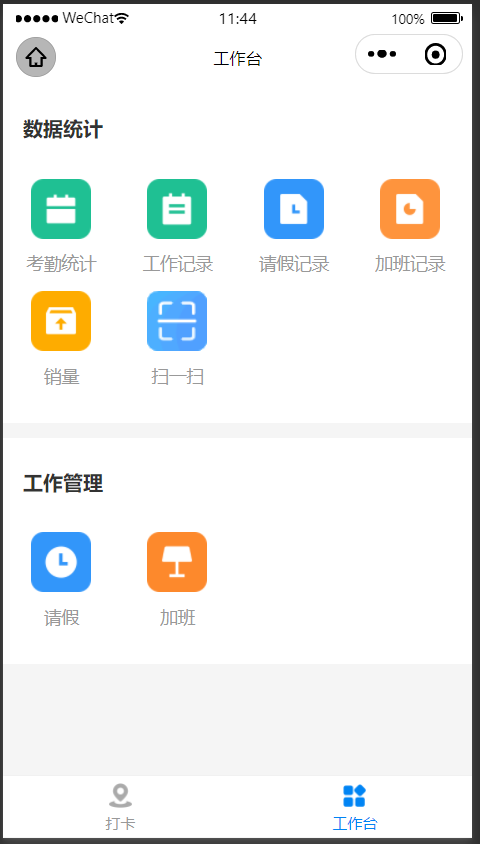 WeChat 11:44 100%
工作台
数据统计
考勤统计 工作记录 请假记录 加班记录
销量 扫一扫
工作管理
请假 加班
打卡 工作台